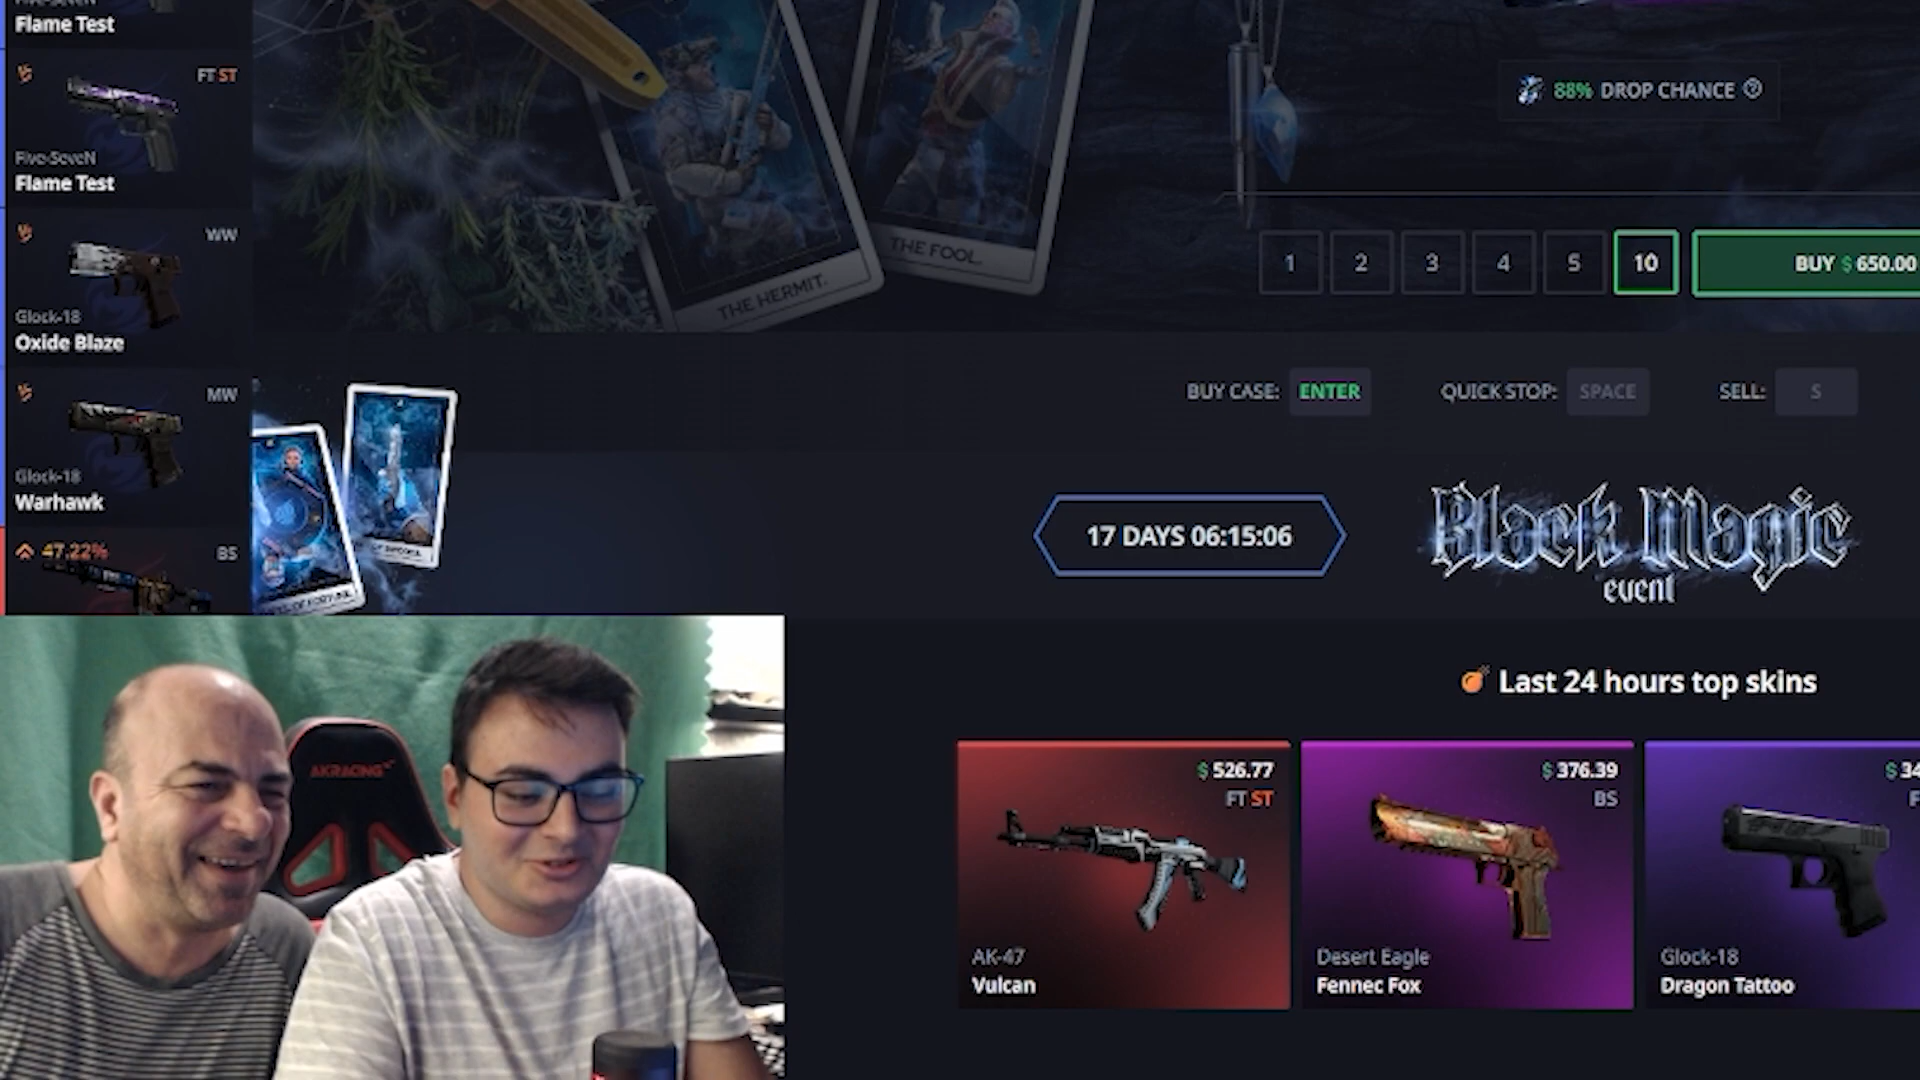 Flame Test
FT ST
Five-SeveN
Flame Test
WW
Glock-18
Oxide Blaze
MW
Glock-18
Warhawk
47.22%
BS
THE HERMIT.
THE FOOL.
88% DROP CHANCE
1
2
3
4
5
10
BUY $ 650.00
BUY CASE: ENTER
QUICK STOP: SPACE
SELL: S
17 DAYS 06:15:06
Black Magic
event
Last 24 hours top skins
$ 526.77
FT ST
AK-47
Vulcan
$ 376.39
BS
Desert Eagle
Fennec Fox
$ 34
F
Glock-18
Dragon Tattoo
AKRACING